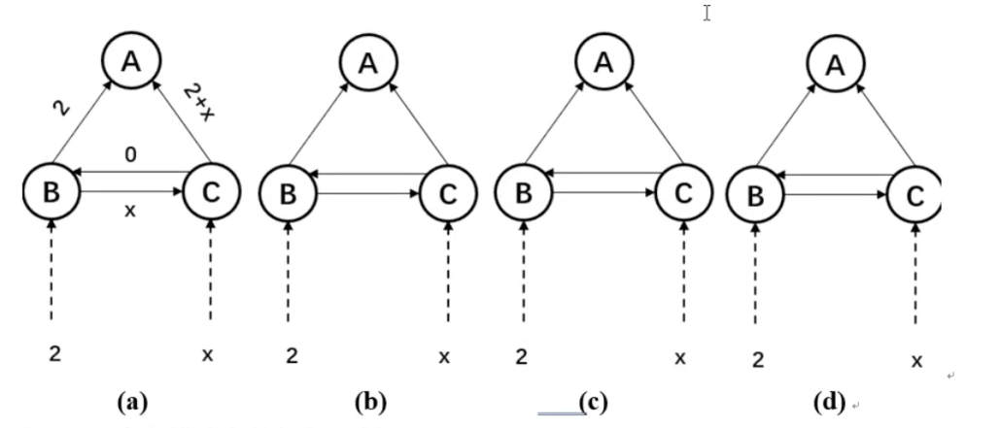 A A A A
2 2+x
0
B C B C B C B C
x
2 x 2 x 2 x 2 x
(a) (b) (c) (d)